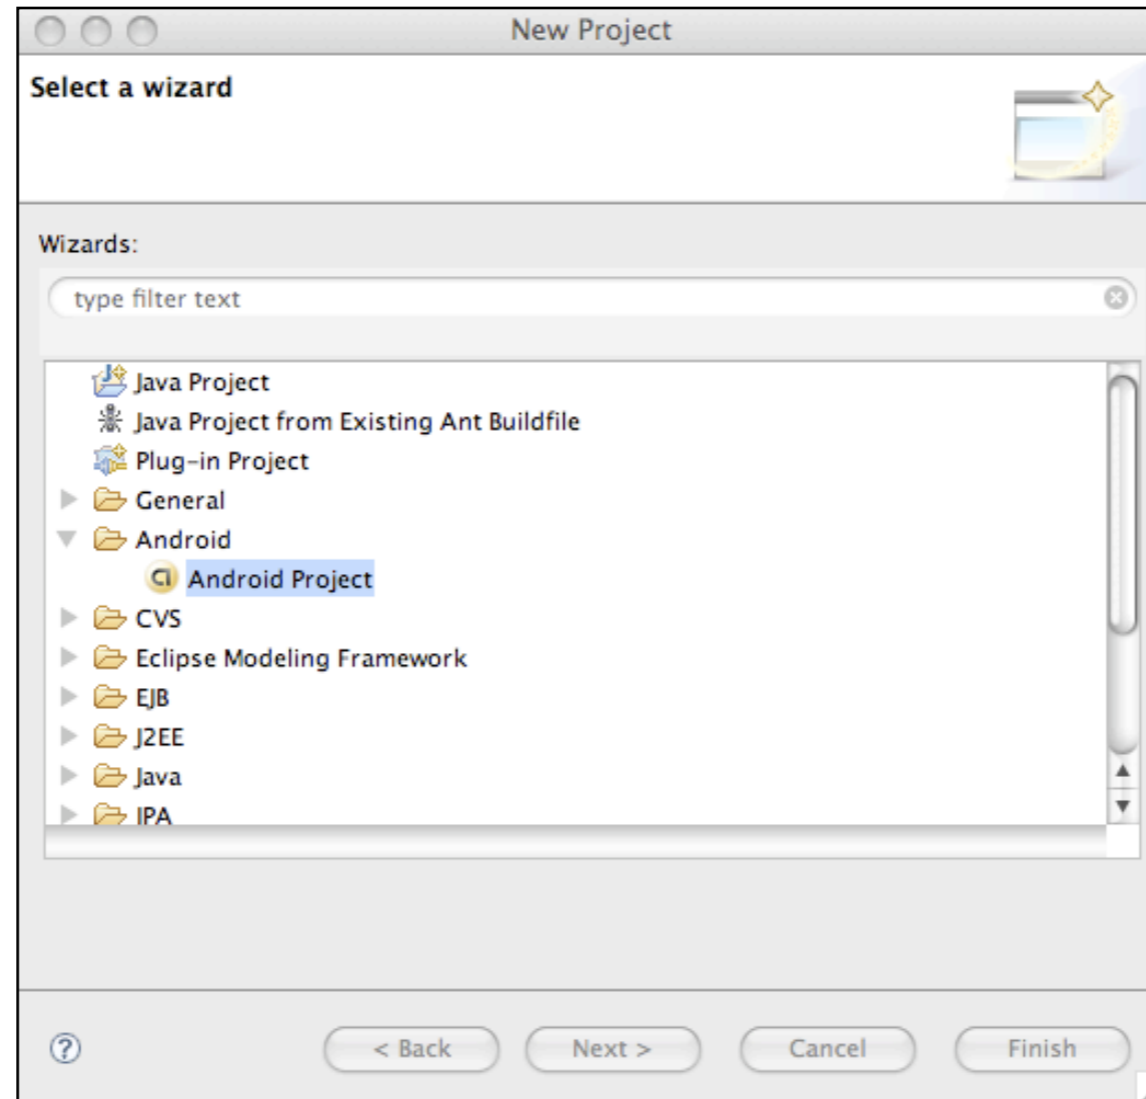 New Project
Select a wizard
Wizards:
type filter text
Java Project
Java Project from Existing Ant Buildfile
Plug-in Project
General
Android
Android Project
CVS
Eclipse Modeling Framework
EJB
J2EE
Java
JPA
< Back Next > Cancel Finish